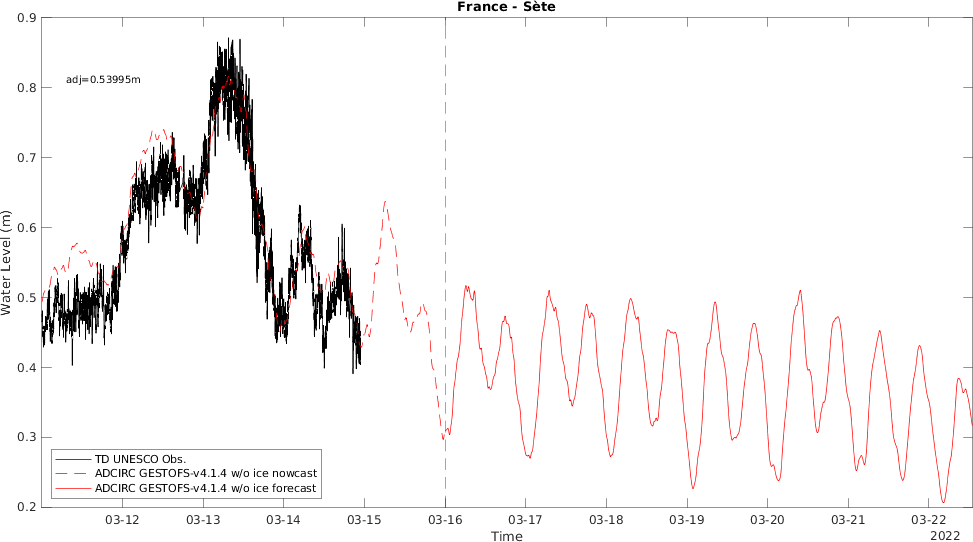 France - Sète
0.9
0.8
0.7
0.6
0.5
0.4
0.3
0.2
Water Level (m)
adj=0.53995m
TD UNESCO Obs.
ADCIRC GESTOFS-v4.1.4 w/o ice nowcast
ADCIRC GESTOFS-v4.1.4 w/o ice forecast
03-12 03-13 03-14 03-15 03-16 03-17 03-18 03-19 03-20 03-21 03-22
Time
2022